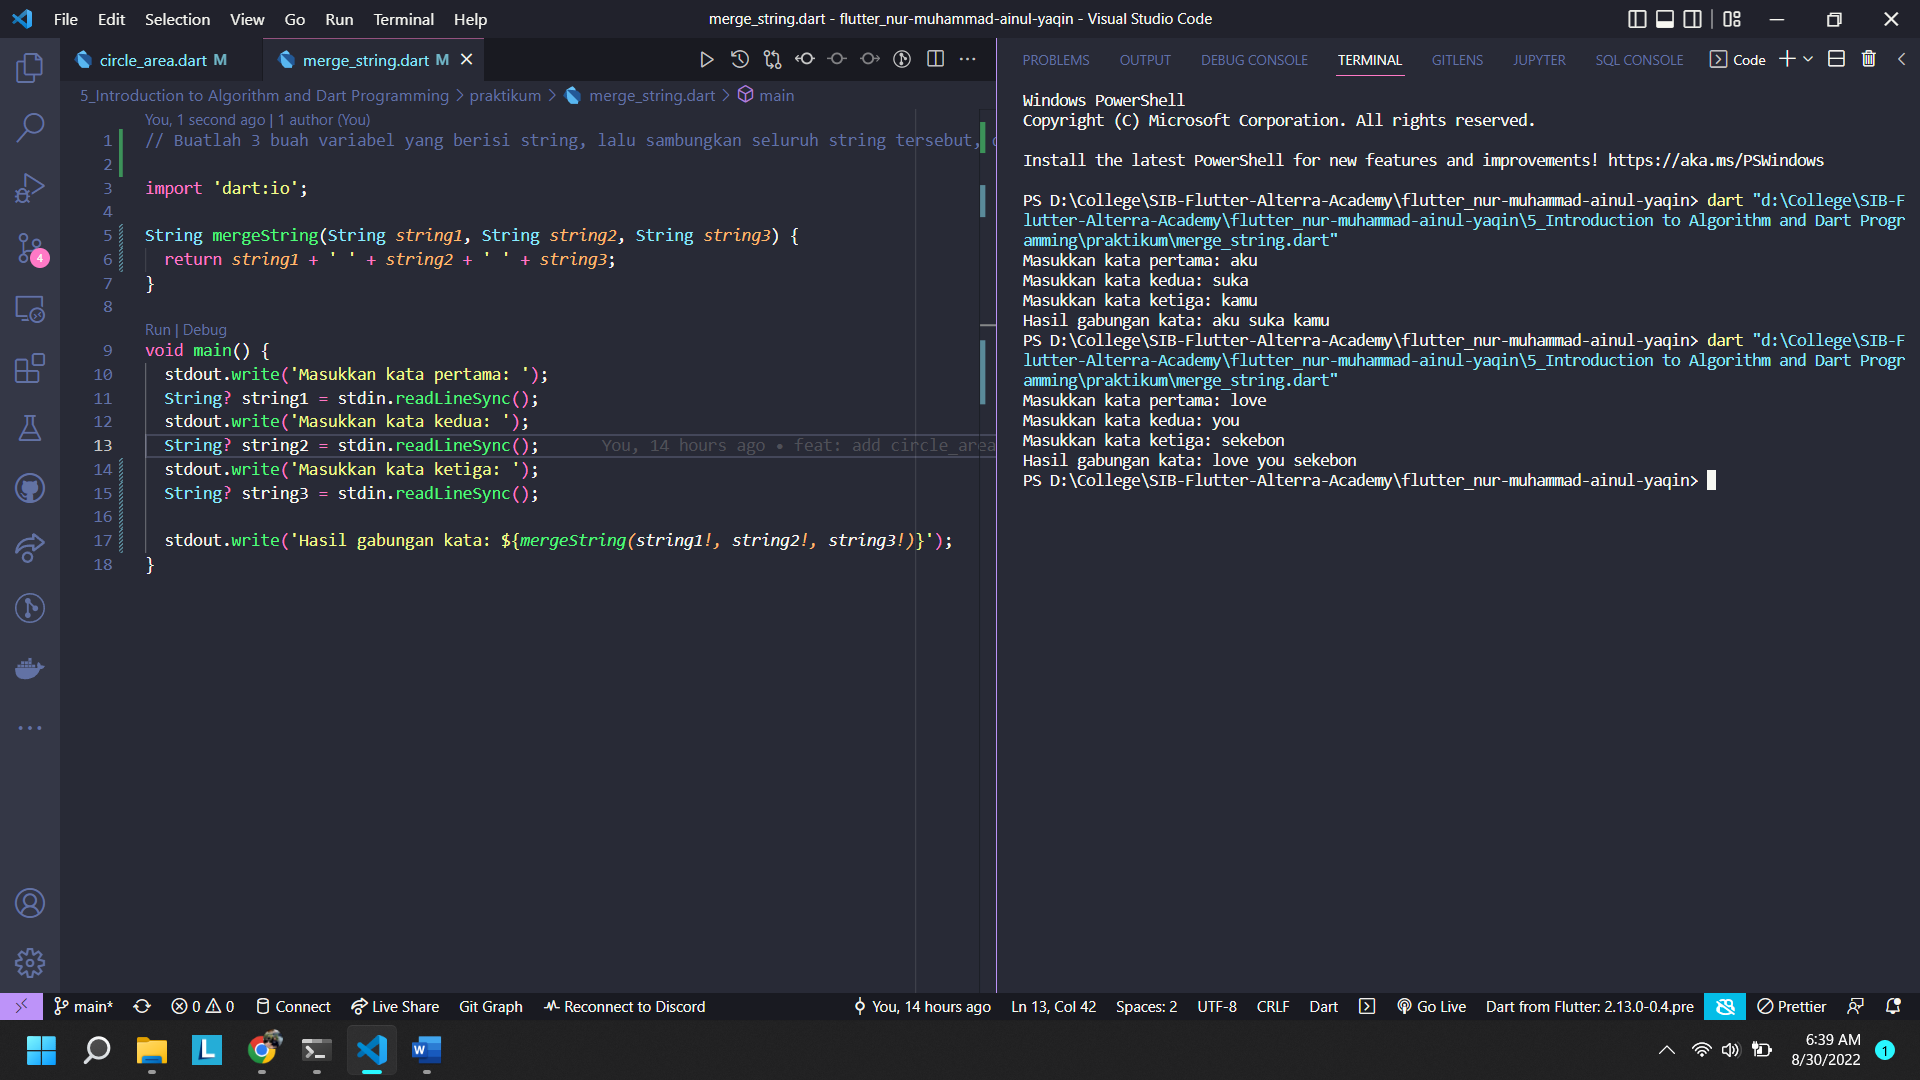 File Edit Selection View Go Run Terminal Help
merge_string.dart - flutter_nur-muhammad-ainul-yaqin - Visual Studio Code
circle_area.dart M
merge_string.dart M
5_Introduction to Algorithm and Dart Programming > praktikum > merge_string.dart > main
You, 1 second ago | 1 author (You)
1 // Buatlah 3 buah variabel yang berisi string, lalu sambungkan seluruh string tersebut,
2
3 import 'dart:io';
4
5 String mergeString(String string1, String string2, String string3) {
6 return string1 + ' ' + string2 + ' ' + string3;
7 }
8
Run | Debug
9 void main() {
10 stdout.write('Masukkan kata pertama: ');
11 String? string1 = stdin.readLineSync();
12 stdout.write('Masukkan kata kedua: ');
13 String? string2 = stdin.readLineSync(); You, 14 hours ago • feat: add circle_area
14 stdout.write('Masukkan kata ketiga: ');
15 String? string3 = stdin.readLineSync();
16
17 stdout.write('Hasil gabungan kata: ${mergeString(string1!, string2!, string3!)}');
18 }
4
PROBLEMS OUTPUT DEBUG CONSOLE TERMINAL GITLENS JUPYTER SQL CONSOLE Code
Windows PowerShell
Copyright (C) Microsoft Corporation. All rights reserved.
Install the latest PowerShell for new features and improvements! https://aka.ms/PSWindows
PS D:\College\SIB-Flutter-Alterra-Academy\flutter_nur-muhammad-ainul-yaqin> dart "d:\College\SIB-F
lutter-Alterra-Academy\flutter_nur-muhammad-ainul-yaqin\5_Introduction to Algorithm and Dart Progr
amming\praktikum\merge_string.dart"
Masukkan kata pertama: aku
Masukkan kata kedua: suka
Masukkan kata ketiga: kamu
Hasil gabungan kata: aku suka kamu
PS D:\College\SIB-Flutter-Alterra-Academy\flutter_nur-muhammad-ainul-yaqin> dart "d:\College\SIB-F
lutter-Alterra-Academy\flutter_nur-muhammad-ainul-yaqin\5_Introduction to Algorithm and Dart Progr
amming\praktikum\merge_string.dart"
Masukkan kata pertama: love
Masukkan kata kedua: you
Masukkan kata ketiga: sekebon
Hasil gabungan kata: love you sekebon
PS D:\College\SIB-Flutter-Alterra-Academy\flutter_nur-muhammad-ainul-yaqin>
main* 0 0 Connect Live Share Git Graph Reconnect to Discord You, 14 hours ago Ln 13, Col 42 Spaces: 2 UTF-8 CRLF Dart Go Live Dart from Flutter: 2.13.0-0.4.pre Prettier
L W
6:39 AM
8/30/2022
1